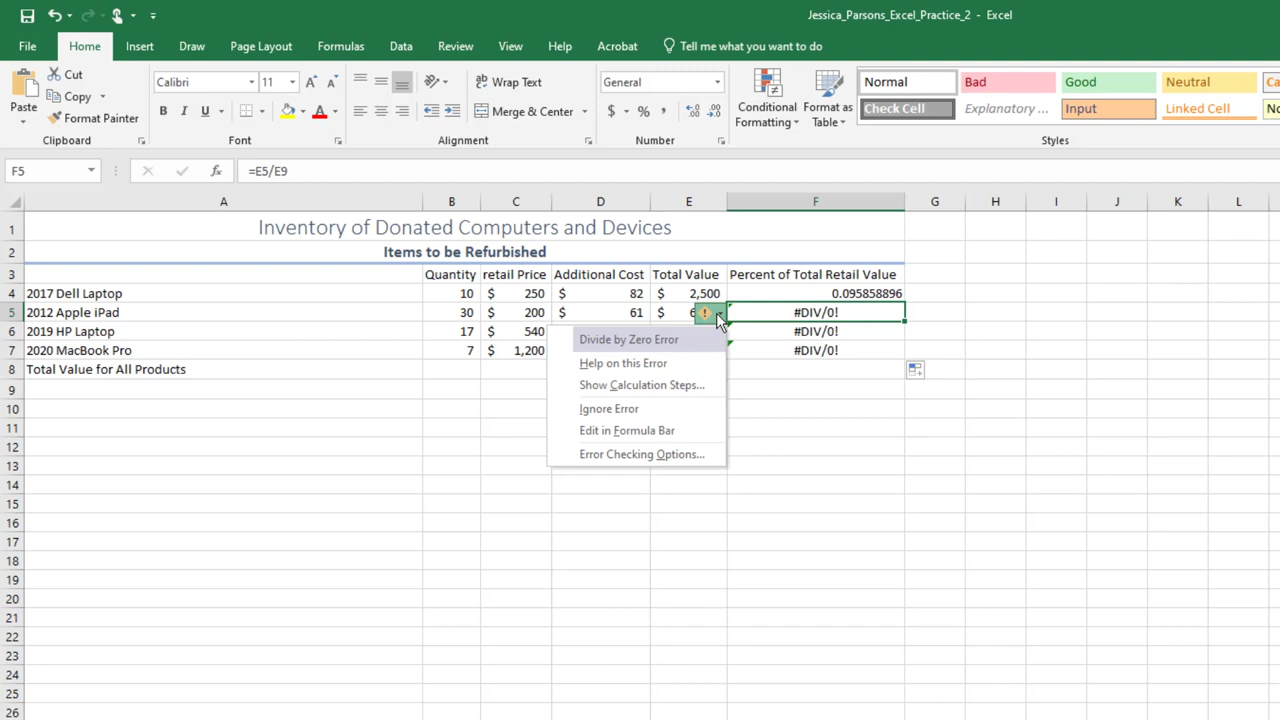 Jessica_Parsons_Excel_Practice_2 - Excel
File Home Insert Draw Page Layout Formulas Data Review View Help Acrobat Tell me what you want to do
Paste
Cut
Copy
Format Painter
Clipboard
Calibri 11
B I U
Font
Wrap Text
Merge & Center
Alignment
General
$ % ,
Number
Conditional Formatting
Format as Table
Normal Bad Good Neutral
Check Cell Explanatory ... Input Linked Cell
Styles
F5 fx =E5/E9
A B C D E F G H I J K L
1 Inventory of Donated Computers and Devices
2 Items to be Refurbished
3 Quantity retail Price Additional Cost Total Value Percent of Total Retail Value
4 2017 Dell Laptop 10 $ 250 $ 82 $ 2,500 0.095858896
5 2012 Apple iPad 30 $ 200 $ 61 $ #DIV/0!
6 2019 HP Laptop 17 $ 540 #DIV/0!
7 2020 MacBook Pro 7 $ 1,200 #DIV/0!
8 Total Value for All Products
Divide by Zero Error
Help on this Error
Show Calculation Steps...
Ignore Error
Edit in Formula Bar
Error Checking Options...
9
10
11
12
13
14
15
16
17
18
19
20
21
22
23
24
25
26